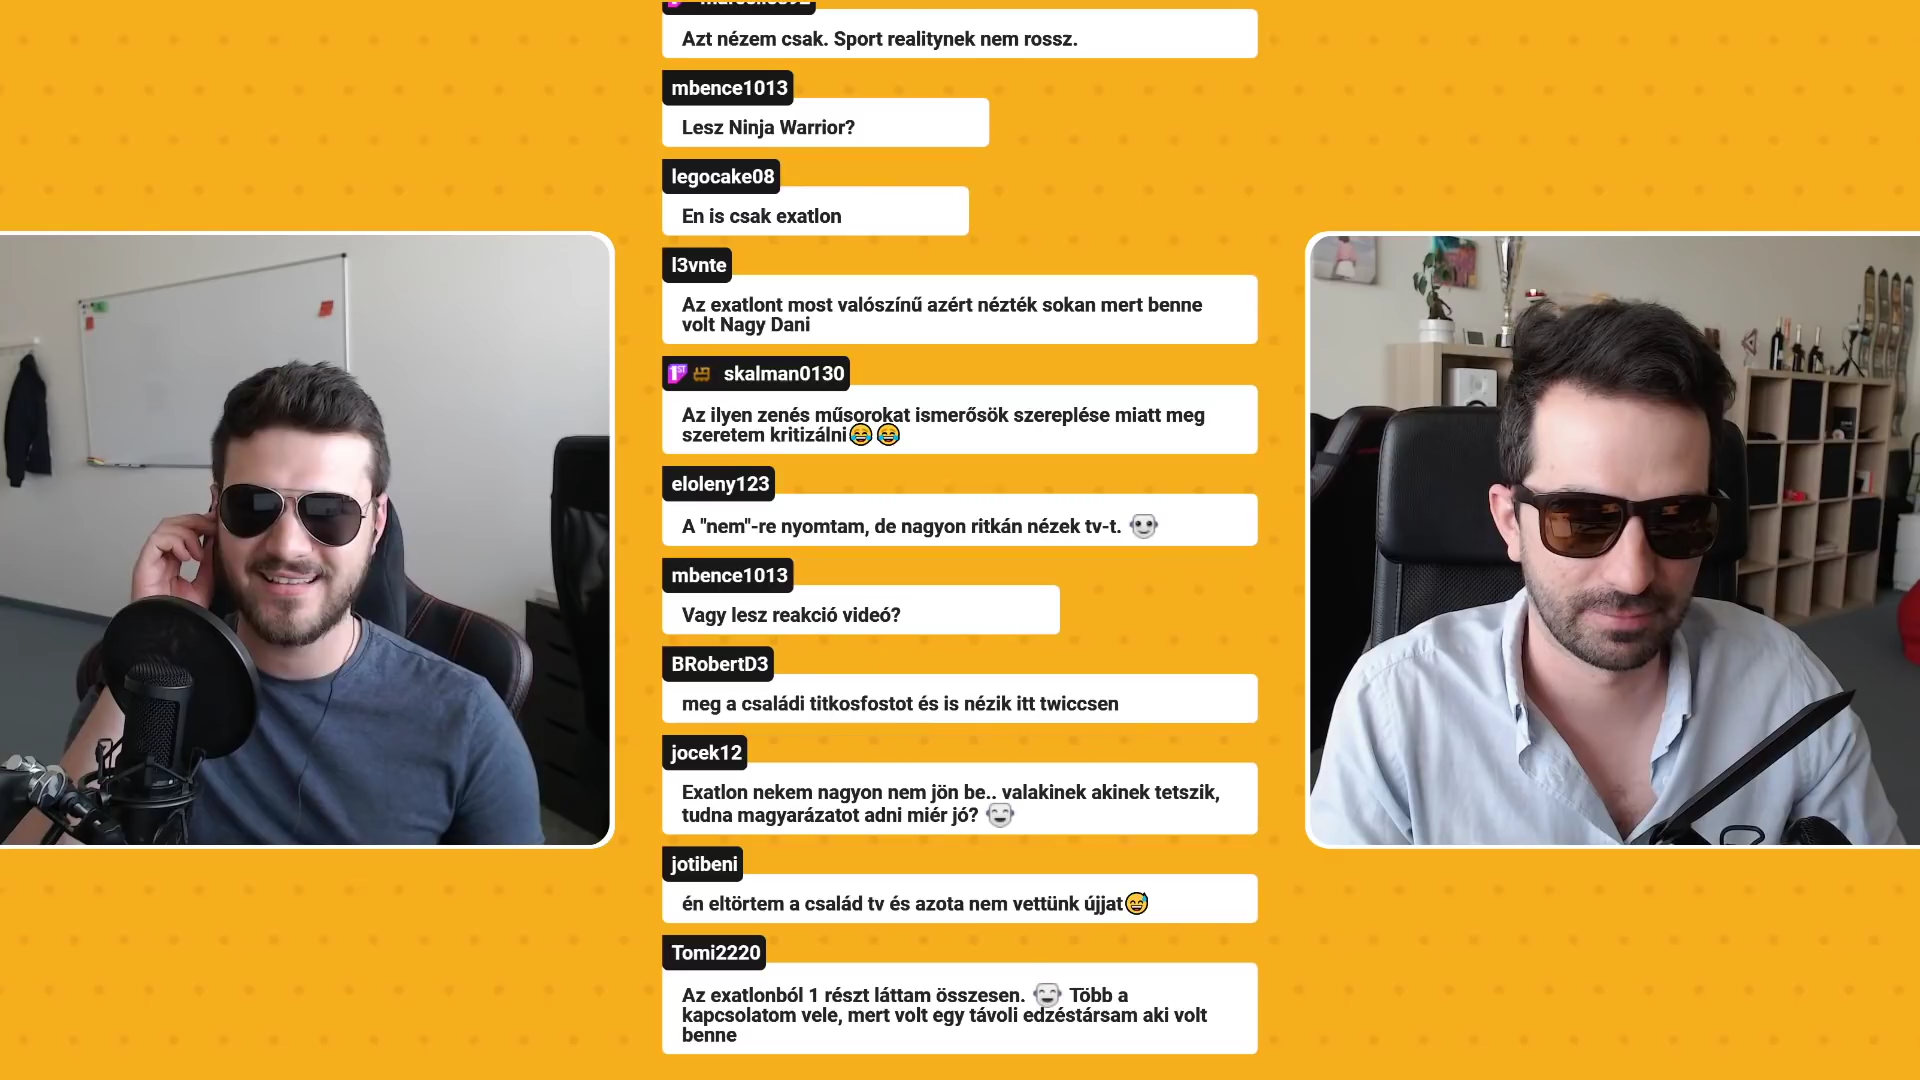 Azt nézem csak. Sport realitynek nem rossz.
mbence1013
Lesz Ninja Warrior?
legocake08
En is csak exatlon
l3vnte
Az exatlont most valószínű azért nézték sokan mert benne
volt Nagy Dani
1ST skalman0130
Az ilyen zenés műsorokat ismerősök szereplése miatt meg
szeretem kritizálni😂😂
eloleny123
A "nem"-re nyomtam, de nagyon ritkán nézek tv-t.
mbence1013
Vagy lesz reakció videó?
BRobertD3
meg a családi titkosfostot és is nézik itt twiccsen
jocek12
Exatlon nekem nagyon nem jön be.. valakinek akinek tetszik,
tudna magyarázatot adni miér jó?
jotibeni
én eltörtem a család tv és azota nem vettünk újjat😅
Tomi2220
Az exatlonból 1 részt láttam összesen. Több a
kapcsolatom vele, mert volt egy távoli edzéstársam aki volt
benne